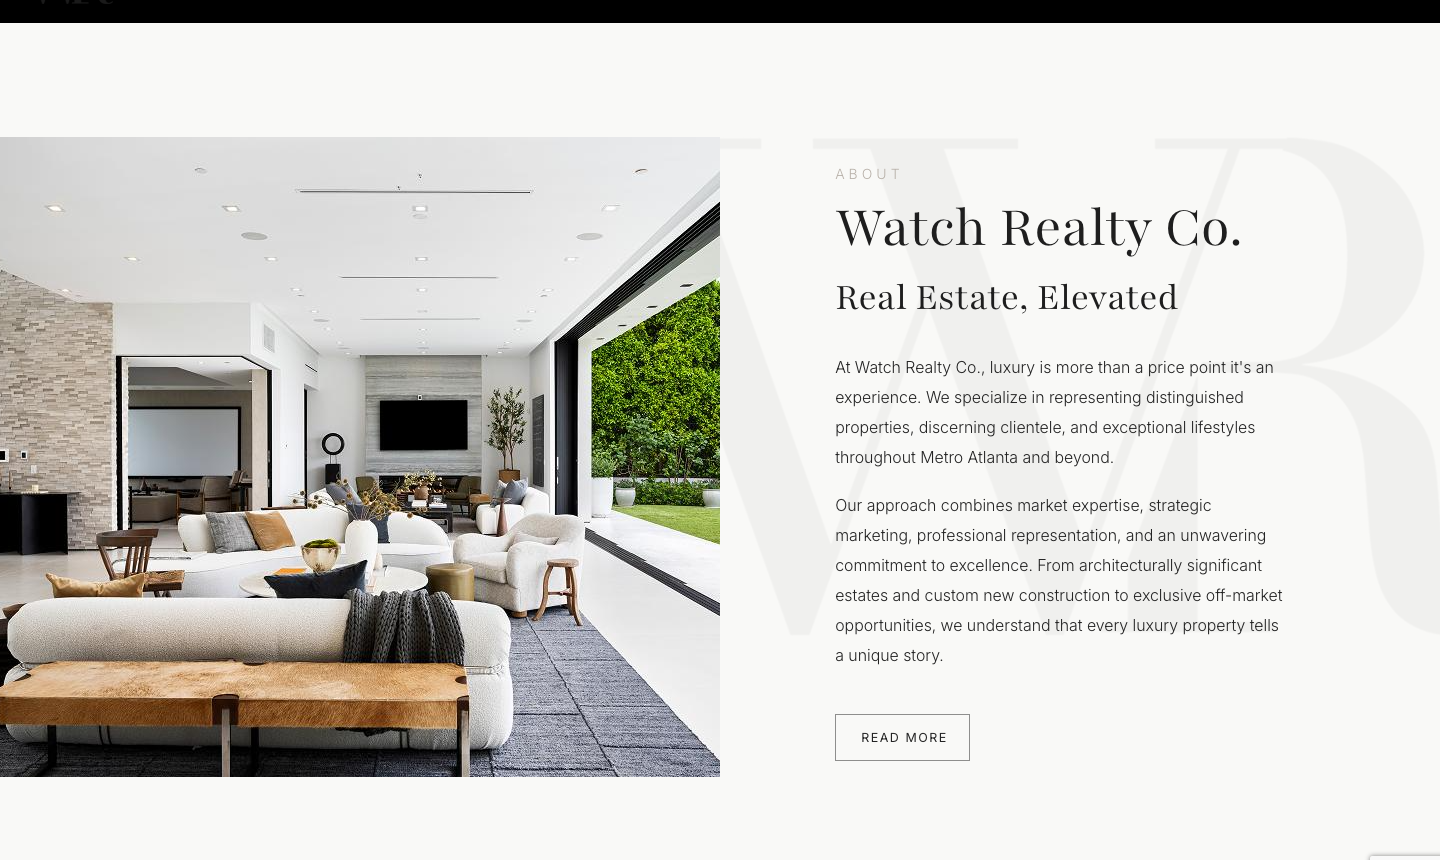 ABOUT
Watch Realty Co.
Real Estate, Elevated
At Watch Realty Co., luxury is more than a price point it's an
experience. We specialize in representing distinguished
properties, discerning clientele, and exceptional lifestyles
throughout Metro Atlanta and beyond.
Our approach combines market expertise, strategic
marketing, professional representation, and an unwavering
commitment to excellence. From architecturally significant
estates and custom new construction to exclusive off-market
opportunities, we understand that every luxury property tells
a unique story.
READ MORE